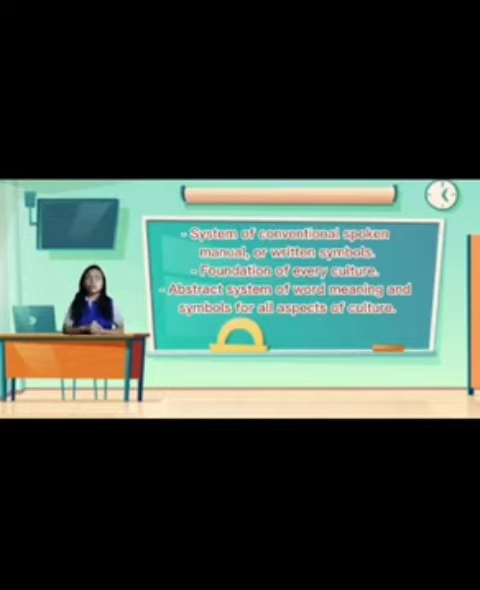 - System of conventional spoken
manual, or written symbols.
- Foundation of every culture.
- Abstract system of word meaning and
symbols for all aspects of culture.